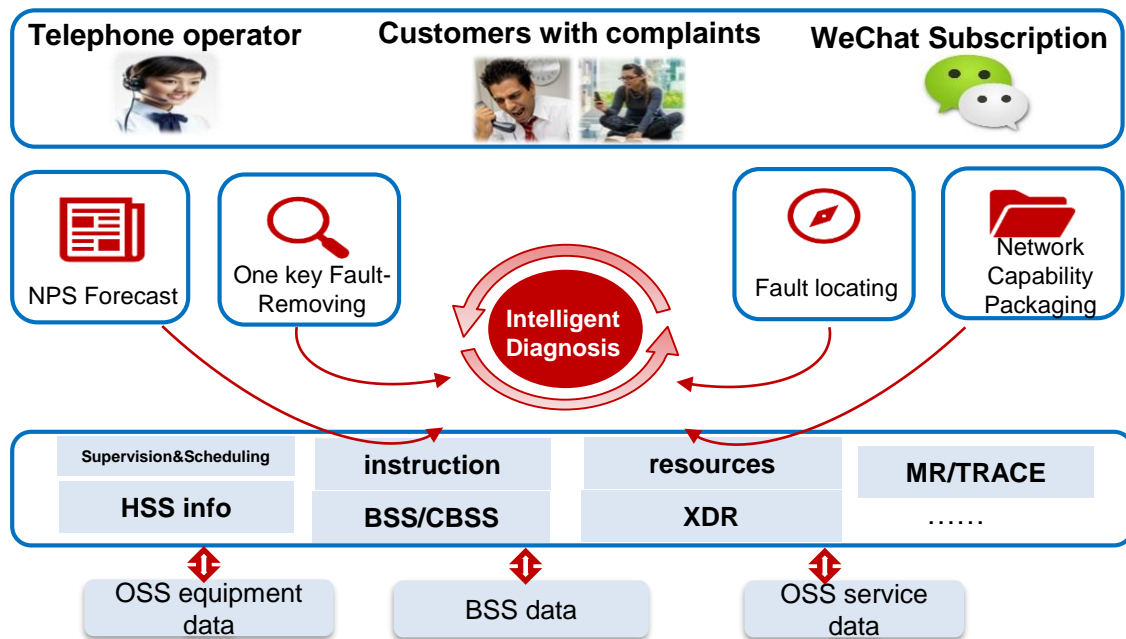 Telephone operator
Customers with complaints
WeChat Subscription
NPS Forecast
One key Fault-
Removing
Intelligent
Diagnosis
Fault locating
Network
Capability
Packaging
Supervision&Scheduling
instruction
resources
MR/TRACE
HSS info
BSS/CBSS
XDR
......
OSS equipment
data
BSS data
OSS service
data